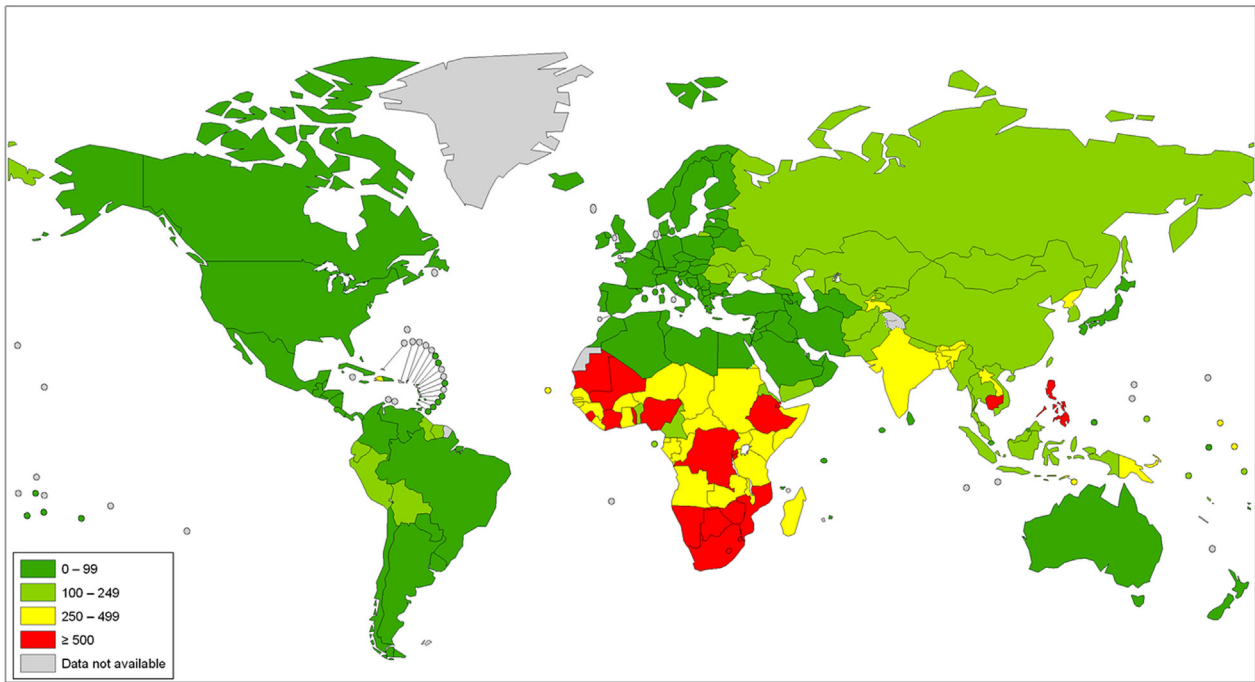 0 – 99
100 – 249
250 – 499
≥ 500
Data not available